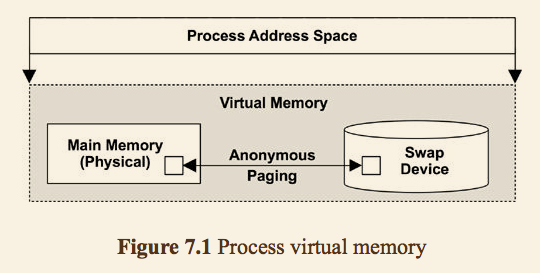 Process Address Space
Virtual Memory
Main Memory
(Physical)
Anonymous
Paging
Swap
Device
Figure 7.1 Process virtual memory